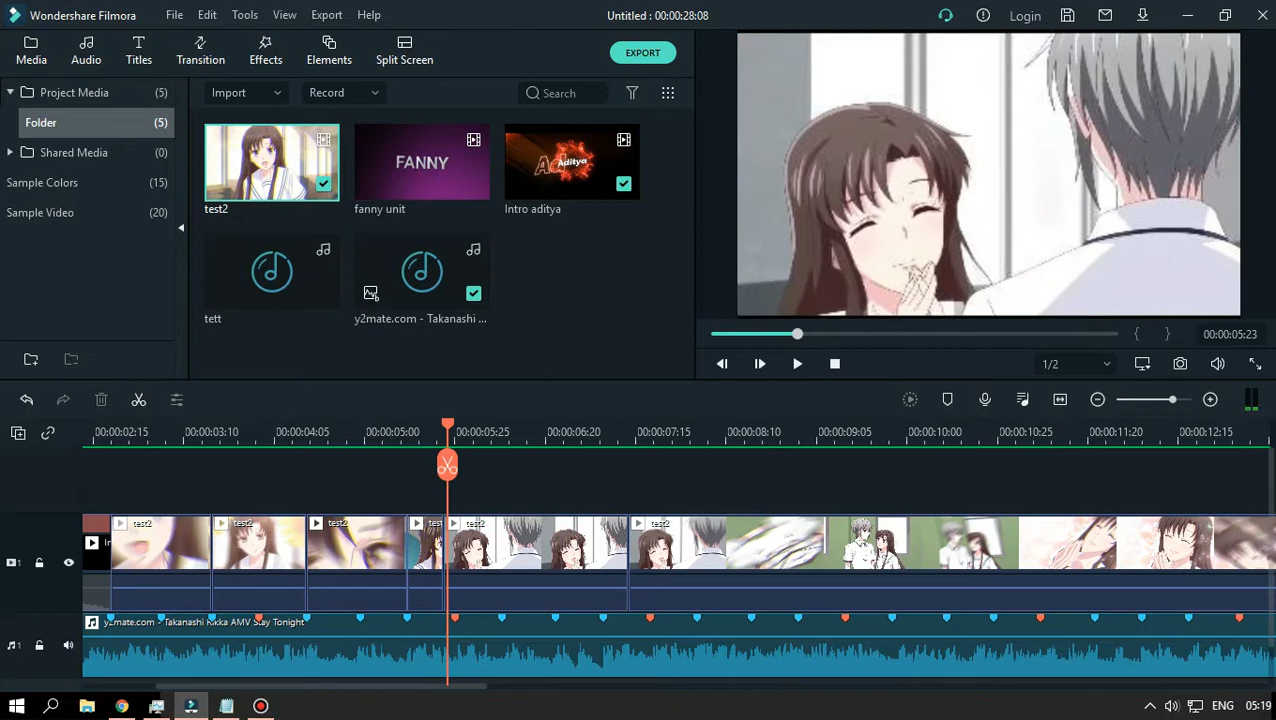 Wondershare Filmora
File
Edit
Tools
View
Export
Help
Untitled : 00:00:28:08
Login
Media
Audio
Titles
Transition
Effects
Elements
Split Screen
EXPORT
Project Media (5)
Folder (5)
Shared Media (0)
Sample Colors (15)
Sample Video (20)
Import
Record
Search
test2
FANNY
fanny unit
Aditya
Intro aditya
tett
y2mate.com - Takanashi ...
00:00:05:23
1/2
00:00:02:15
00:00:03:10
00:00:04:05
00:00:05:00
00:00:05:25
00:00:06:20
00:00:07:15
00:00:08:10
00:00:09:05
00:00:10:00
00:00:10:25
00:00:11:20
00:00:12:15
test2
test2
test2
test2
test2
1
y2mate.com - Takanashi Rikka AMV Stay Tonight
1
ENG
05:19